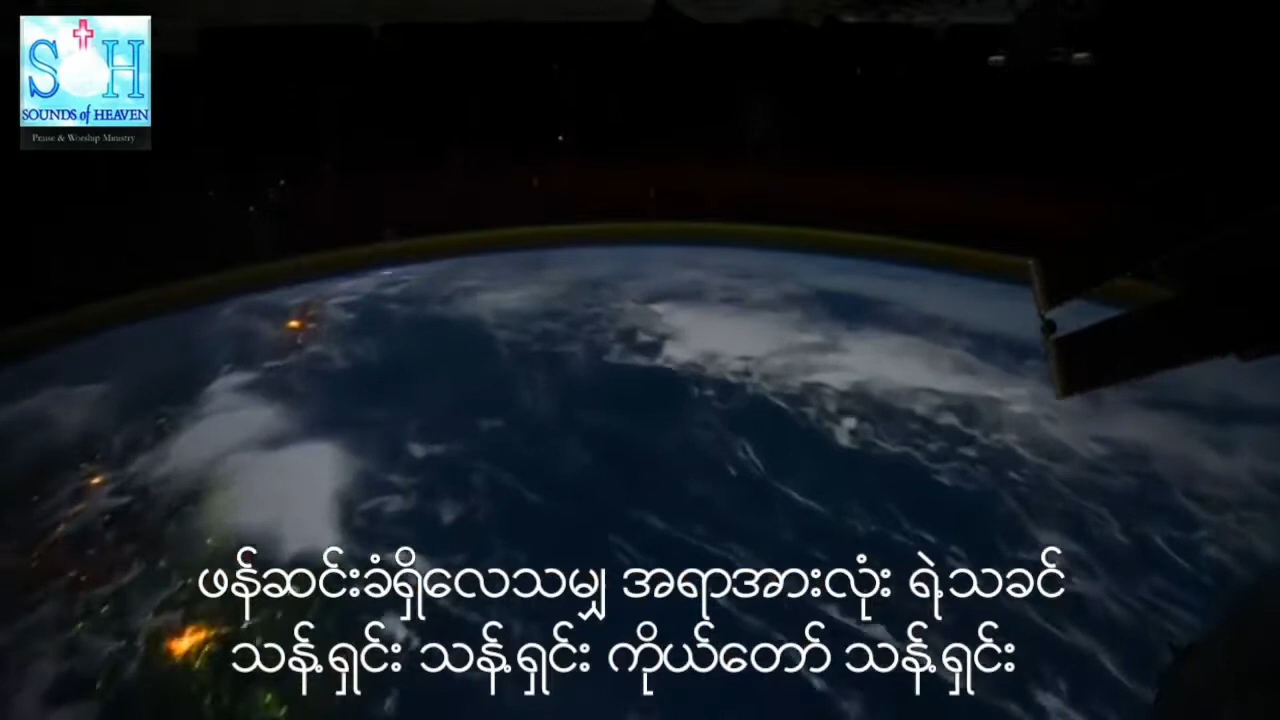 S H
SOUNDS of HEAVEN
Praise & Worship Ministry
ဖန်ဆင်းခံရှိလေသမျှ အရာအားလုံး ရဲ့သခင်
သန့်ရှင်း သန့်ရှင်း ကိုယ်တော် သန့်ရှင်း